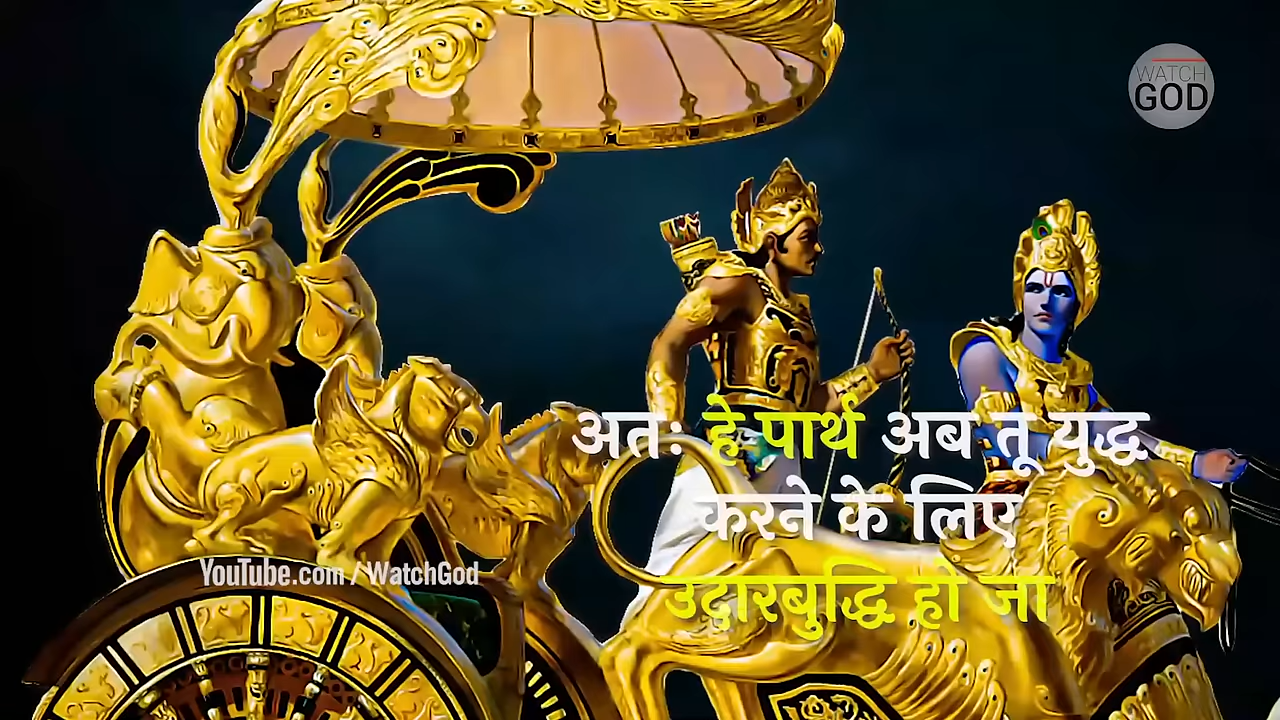 WATCH
GOD
अतः हे पार्थ अब तू युद्ध
करने के लिए
उदारबुद्धि हो जा
YouTube.com / WatchGod